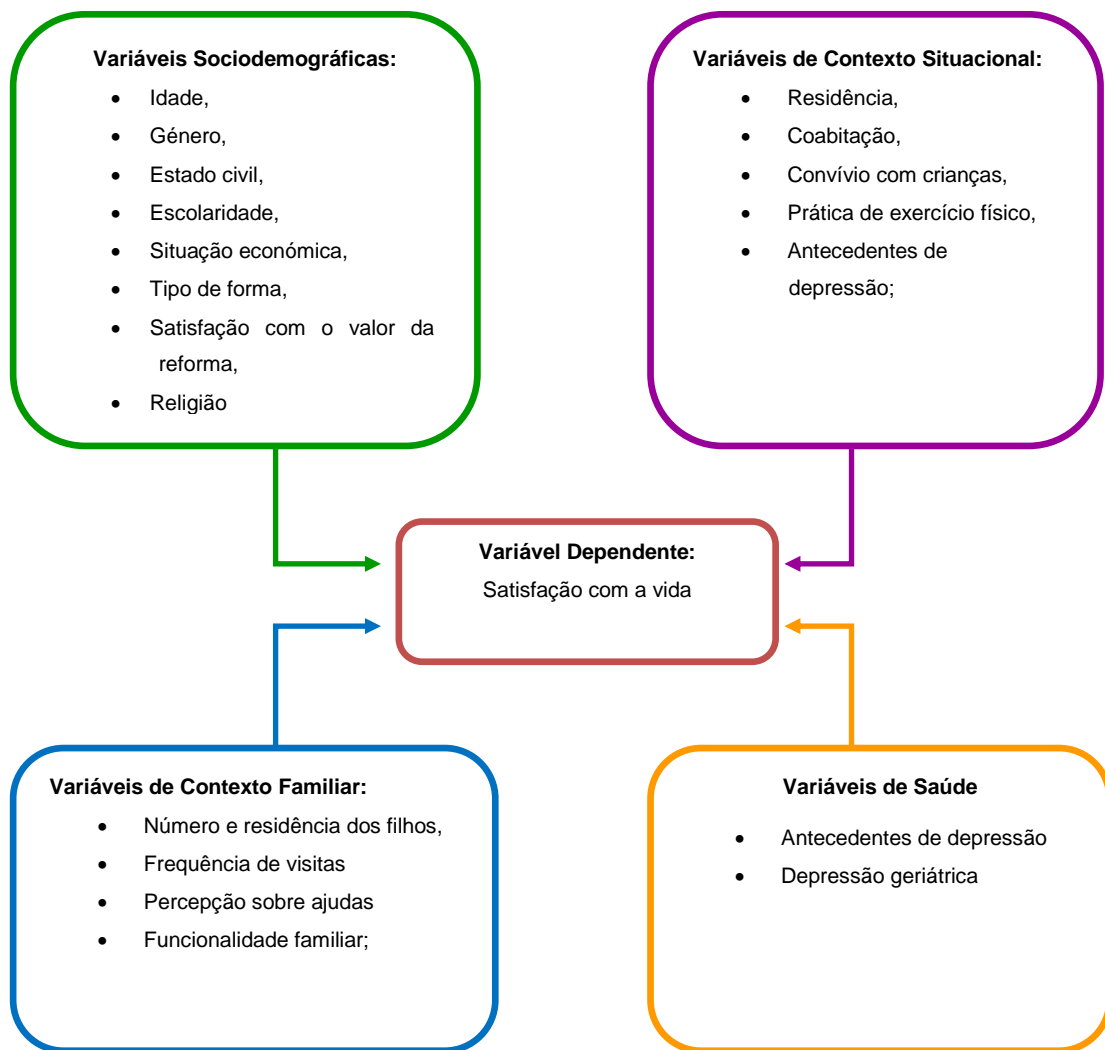 Variáveis Sociodemográficas:
• Idade,
• Género,
• Estado civil,
• Escolaridade,
• Situação económica,
• Tipo de forma,
• Satisfação com o valor da
reforma,
• Religião
Variáveis de Contexto Situacional:
• Residência,
• Coabitação,
• Convívio com crianças,
• Prática de exercício físico,
• Antecedentes de
depressão;
Variável Dependente:
Satisfação com a vida
Variáveis de Contexto Familiar:
• Número e residência dos filhos,
• Frequência de visitas
• Percepção sobre ajudas
• Funcionalidade familiar;
Variáveis de Saúde
• Antecedentes de depressão
• Depressão geriátrica